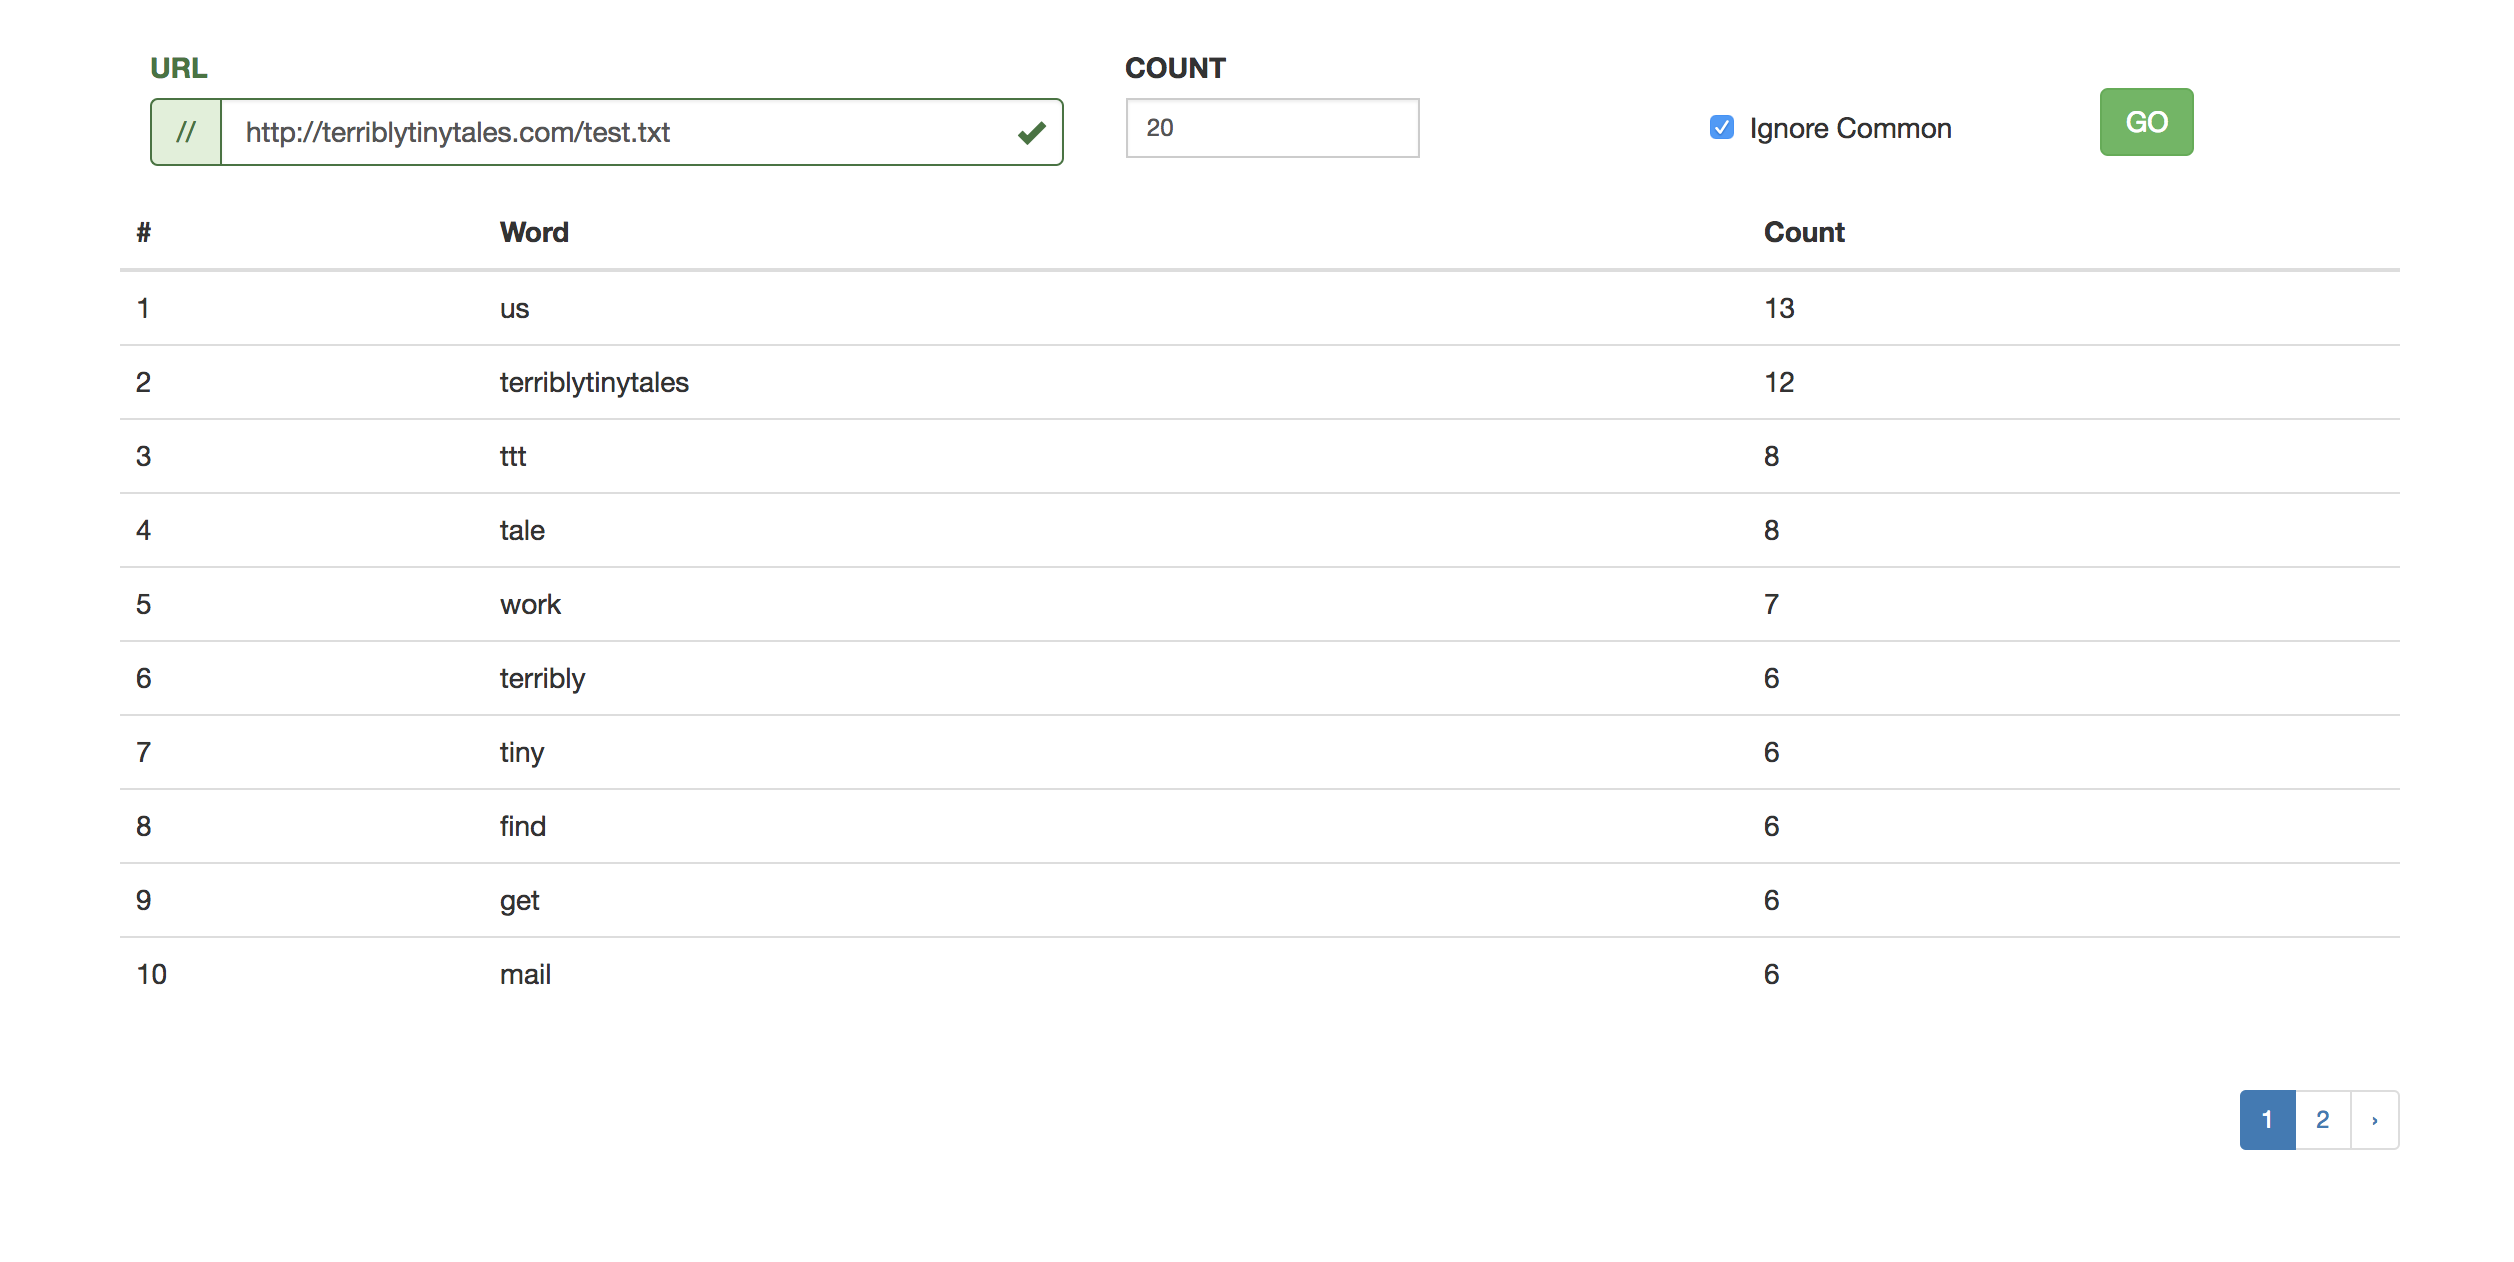 URL COUNT
// http://terriblytinytales.com/test.txt 20 Ignore Common GO
# Word Count
1 us 13
2 terriblytinytales 12
3 ttt 8
4 tale 8
5 work 7
6 terribly 6
7 tiny 6
8 find 6
9 get 6
10 mail 6
1 2 ›